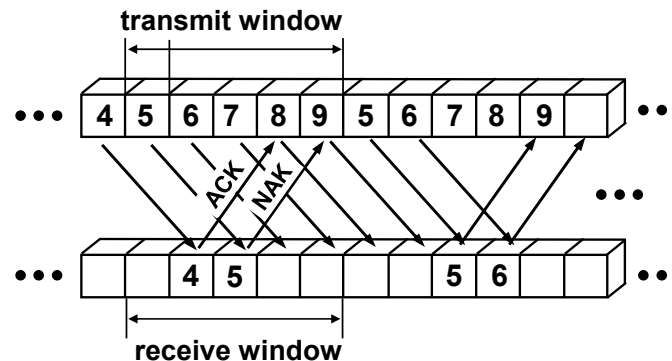 transmit window
••• 4 5 6 7 8 9 5 6 7 8 9 ••
ACK NAK
•••
••• 4 5 5 6 ••
receive window